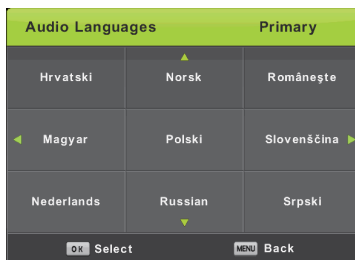 Audio Languages Primary
Hrvatski Norsk Românește
Magyar Polski Slovenščina
Nederlands Russian Srpski
OK Select MENU Back